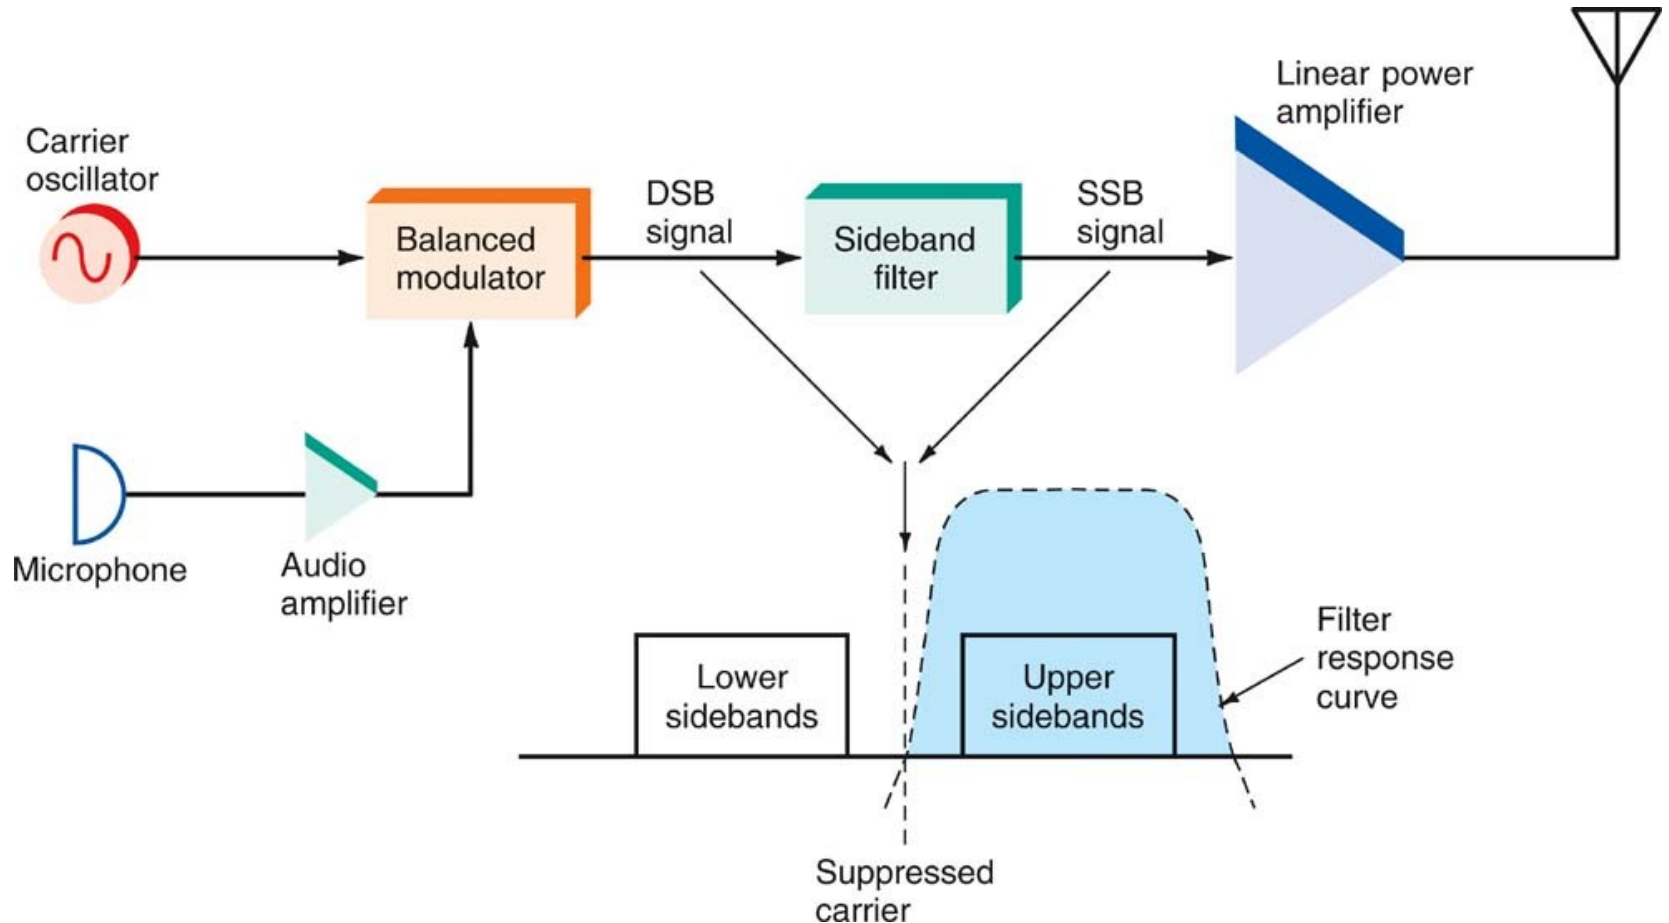 Linear power
amplifier
Carrier
oscillator
DSB
signal
SSB
signal
Balanced
modulator
Sideband
filter
Microphone
Audio
amplifier
Filter
response
curve
Lower
sidebands
Upper
sidebands
Suppressed
carrier